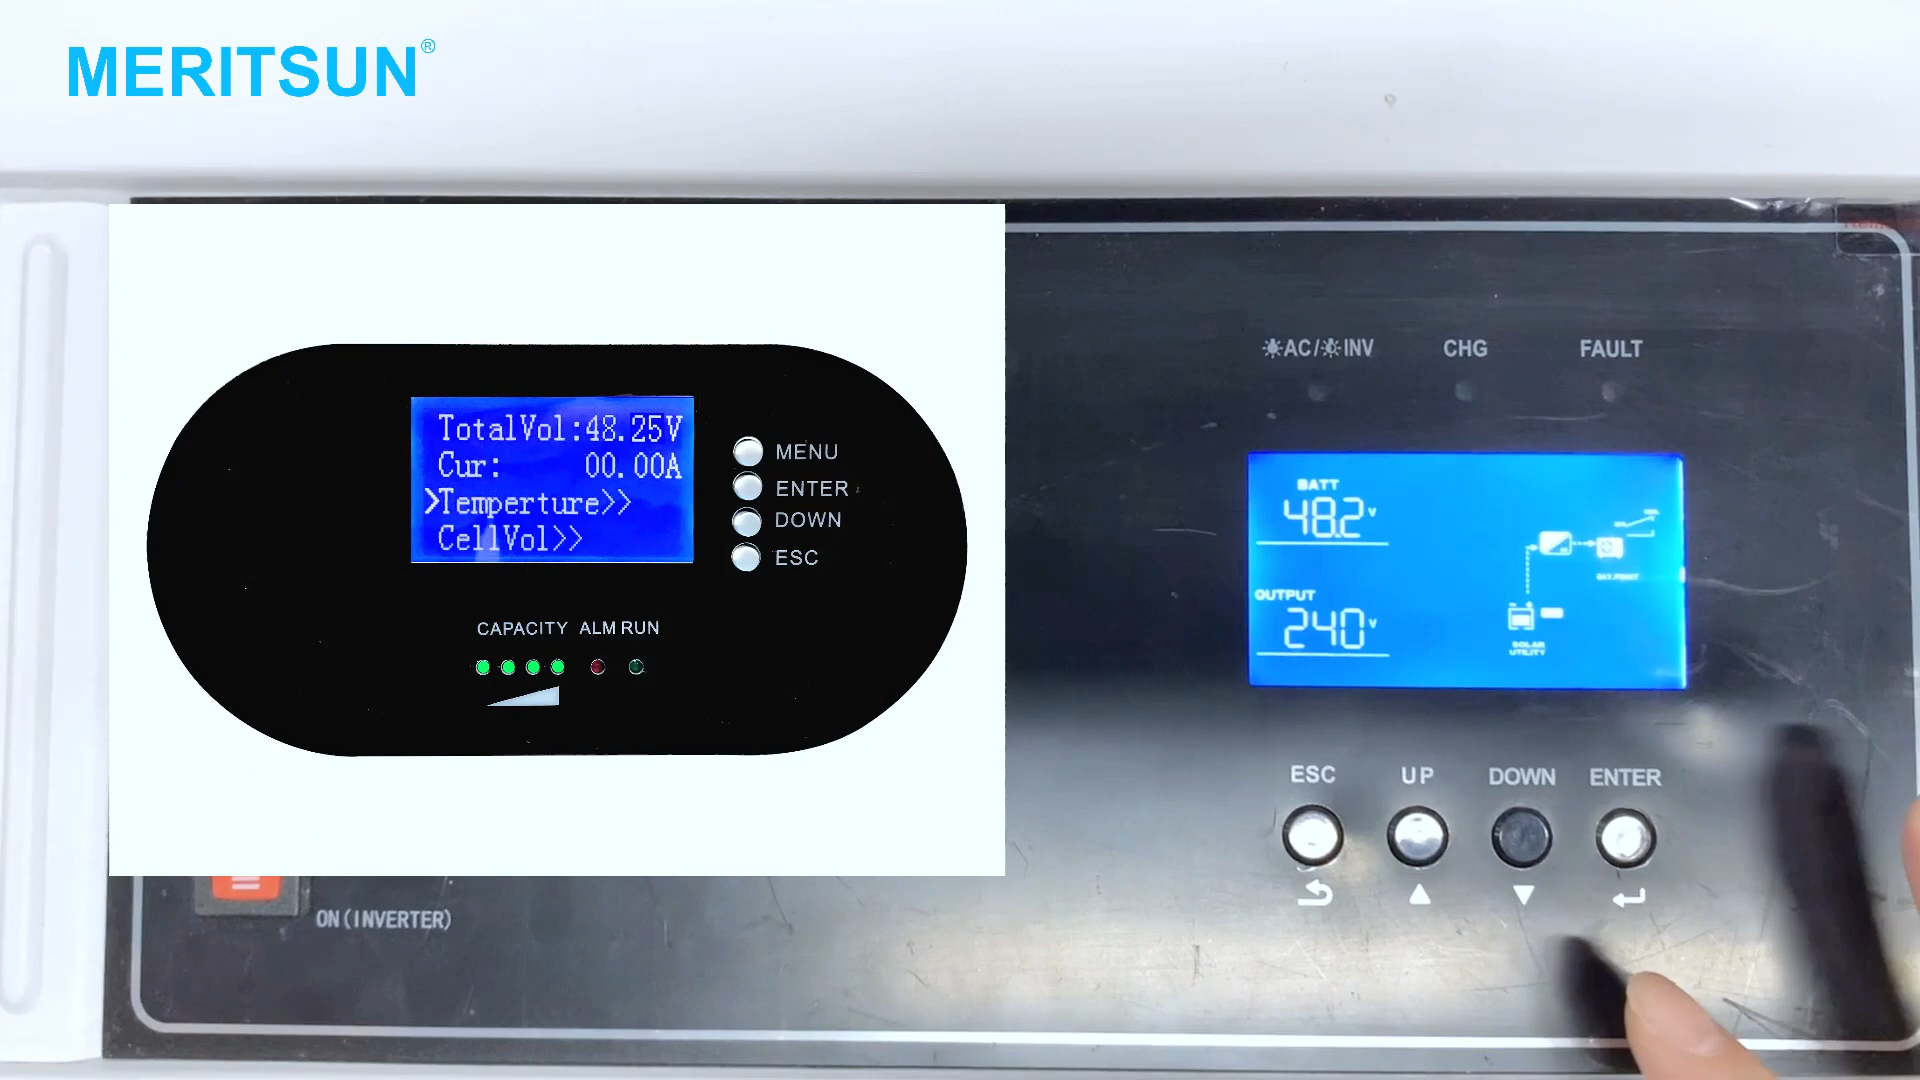 MERITSUN®
TotalVol:48.25V
Cur: 00.00A
>Temperture>>
CellVol>>
MENU
ENTER
DOWN
ESC
CAPACITY ALM RUN
ON(INVERTER)
AC/ INV CHG FAULT
BATT
48.2V
OUTPUT
240V
SOLAR
UTILITY
ESC UP DOWN ENTER